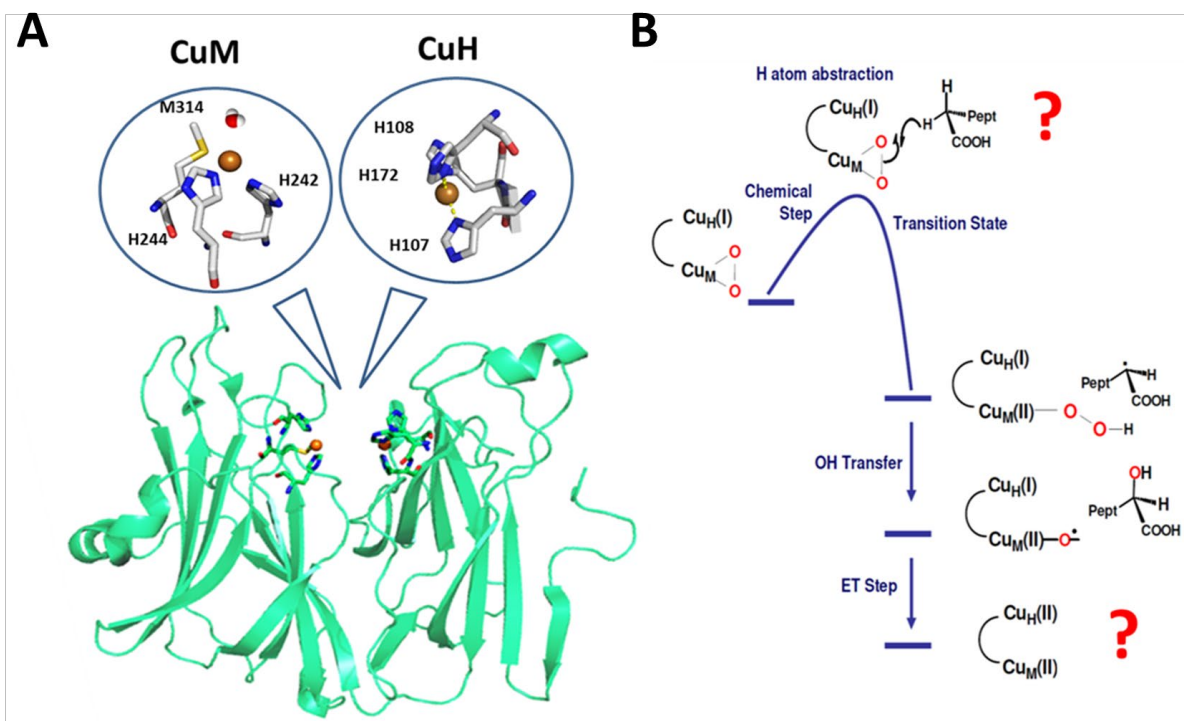 A
CuM
M314
H242
H244
CuH
H108
H172
H107
B
H atom abstraction
CuH(I)
CuM
O
O
H
H
Pept
COOH
?
Chemical
Step
Transition State
CuH(I)
CuM
O
O
CuH(I)
CuM(II)
O
O
H
Pept
H
COOH
OH Transfer
CuH(I)
CuM(II)
O
OH
Pept
H
COOH
ET Step
CuH(II)
CuM(II)
?